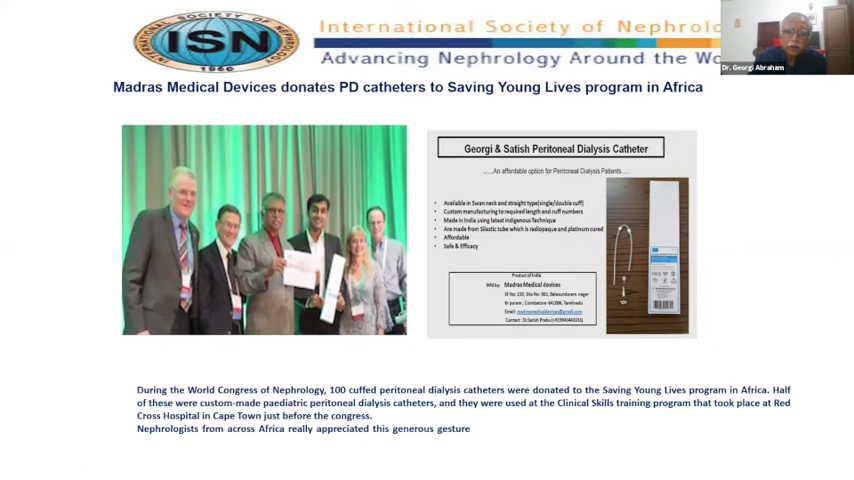 INTERNATIONAL SOCIETY OF NEPHROLOGY
ISN
1960
International Society of Nephrolo
Advancing Nephrology Around the Wo
Dr. Georgi Abraham
Madras Medical Devices donates PD catheters to Saving Young Lives program in Africa
Georgi & Satish Peritoneal Dialysis Catheter
.....An affordable option for Peritoneal Dialysis Patients.....
• Available in Swan neck and straight type(single/double cuff)
• Custom manufacturing to required length and cuff numbers
• Made in India using latest indigenous Technique
• Are made from Silastic tube which is radiopaque and platinum cured
• Affordable
• Safe & Efficacy
Product of India
Madras Medical devices
During the World Congress of Nephrology, 100 cuffed peritoneal dialysis catheters were donated to the Saving Young Lives program in Africa. Half
of these were custom-made paediatric peritoneal dialysis catheters, and they were used at the Clinical Skills training program that took place at Red
Cross Hospital in Cape Town just before the congress.
Nephrologists from across Africa really appreciated this generous gesture